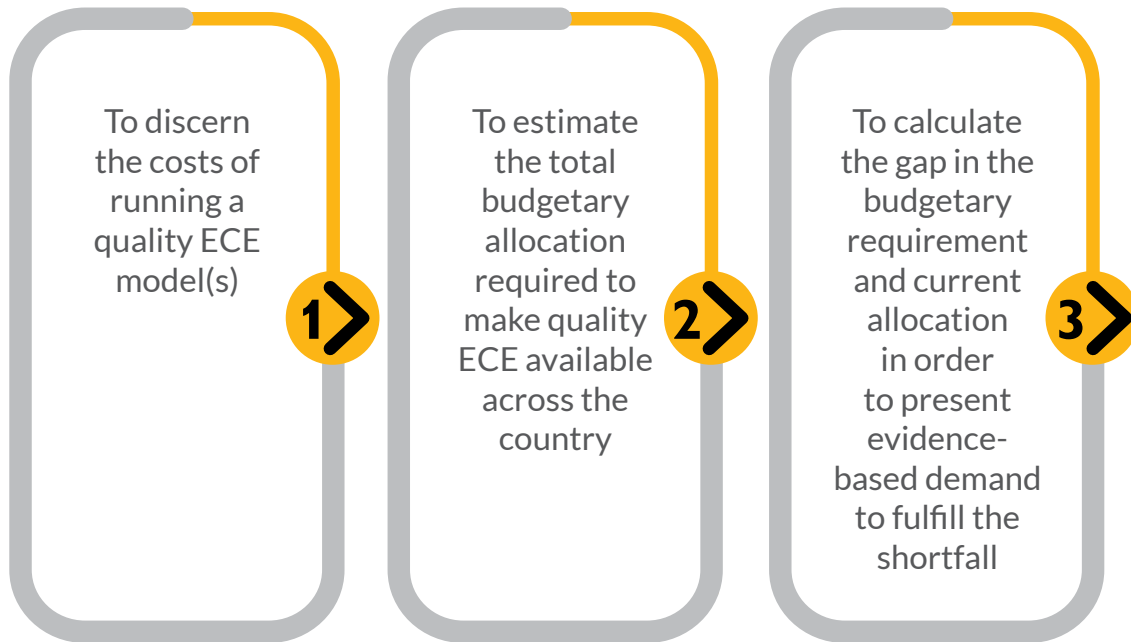 To discern
the costs of
running a
quality ECE
model(s)
1
To estimate
the total
budgetary
allocation
required to
make quality
ECE available
across the
country
2
To calculate
the gap in the
budgetary
requirement
and current
allocation
in order
to present
evidence-
based demand
to fulfill the
shortfall
3